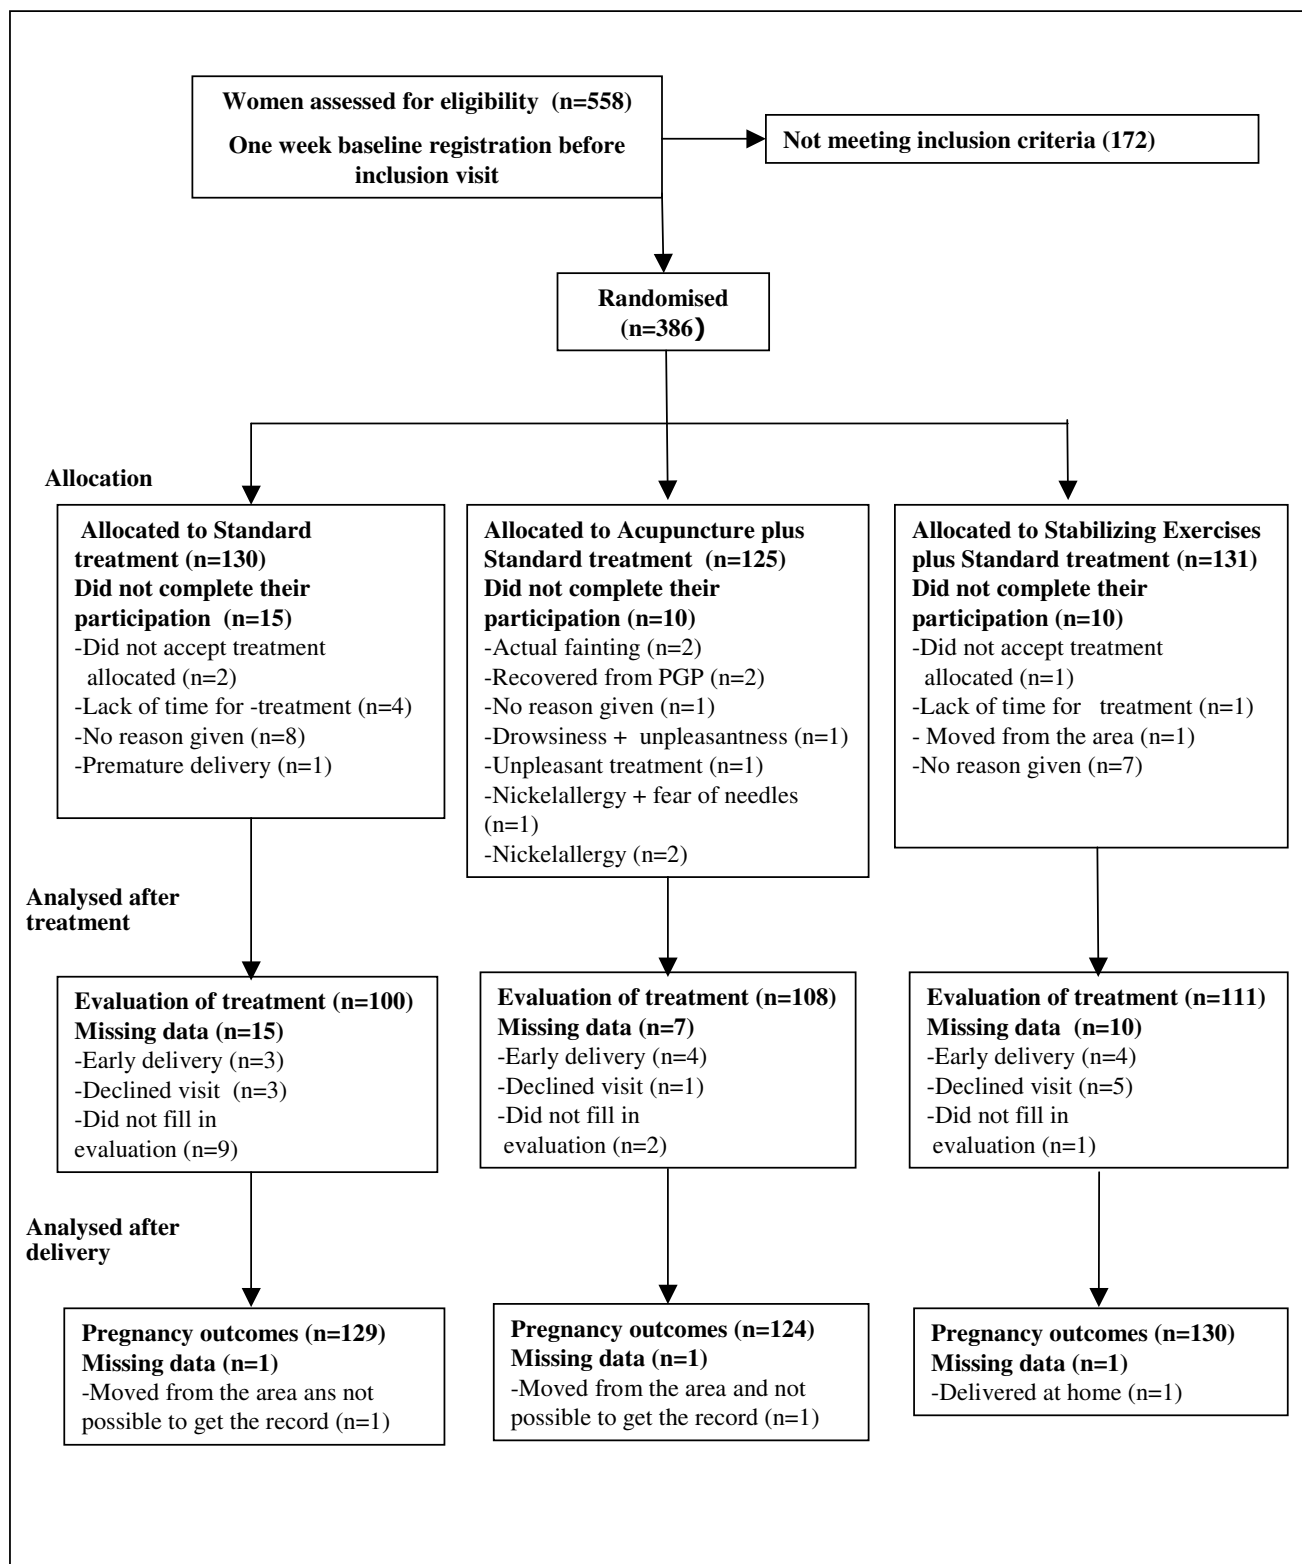 Women assessed for eligibility (n=558)
One week baseline registration before
inclusion visit
Not meeting inclusion criteria (172)
Randomised
(n=386)
Allocation
Allocated to Standard
treatment (n=130)
Did not complete their
participation (n=15)
-Did not accept treatment
allocated (n=2)
-Lack of time for -treatment (n=4)
-No reason given (n=8)
-Premature delivery (n=1)
Allocated to Acupuncture plus
Standard treatment (n=125)
Did not complete their
participation (n=10)
-Actual fainting (n=2)
-Recovered from PGP (n=2)
-No reason given (n=1)
-Drowsiness + unpleasantness (n=1)
-Unpleasant treatment (n=1)
-Nickelallergy + fear of needles
(n=1)
-Nickelallergy (n=2)
Allocated to Stabilizing Exercises
plus Standard treatment (n=131)
Did not complete their
participation (n=10)
-Did not accept treatment
allocated (n=1)
-Lack of time for treatment (n=1)
- Moved from the area (n=1)
-No reason given (n=7)
Analysed after
treatment
Evaluation of treatment (n=100)
Missing data (n=15)
-Early delivery (n=3)
-Declined visit (n=3)
-Did not fill in
evaluation (n=9)
Evaluation of treatment (n=108)
Missing data (n=7)
-Early delivery (n=4)
-Declined visit (n=1)
-Did not fill in
evaluation (n=2)
Evaluation of treatment (n=111)
Missing data (n=10)
-Early delivery (n=4)
-Declined visit (n=5)
-Did not fill in
evaluation (n=1)
Analysed after
delivery
Pregnancy outcomes (n=129)
Missing data (n=1)
-Moved from the area ans not
possible to get the record (n=1)
Pregnancy outcomes (n=124)
Missing data (n=1)
-Moved from the area and not
possible to get the record (n=1)
Pregnancy outcomes (n=130)
Missing data (n=1)
-Delivered at home (n=1)